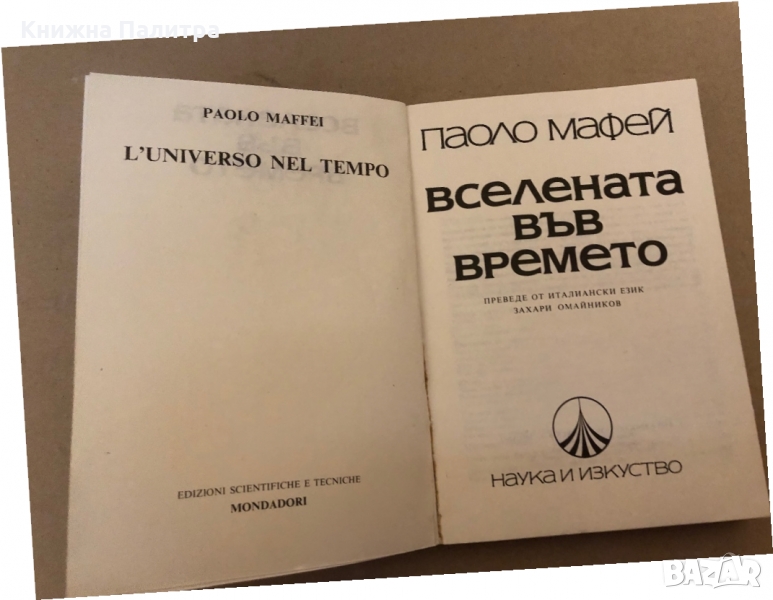 Книжна Палитра
PAOLO MAFFEI
L'UNIVERSO NEL TEMPO
EDIZIONI SCIENTIFICHE E TECNICHE
MONDADORI
ПАОЛО МАФЕЙ
ВСЕЛЕНАТА
ВЪВ
ВРЕМЕТО
ПРЕВЕДЕ ОТ ИТАЛИАНСКИ ЕЗИК
ЗАХАРИ ОМАЙНИКОВ
НАУКА И ИЗКУСТВО
BAZAR